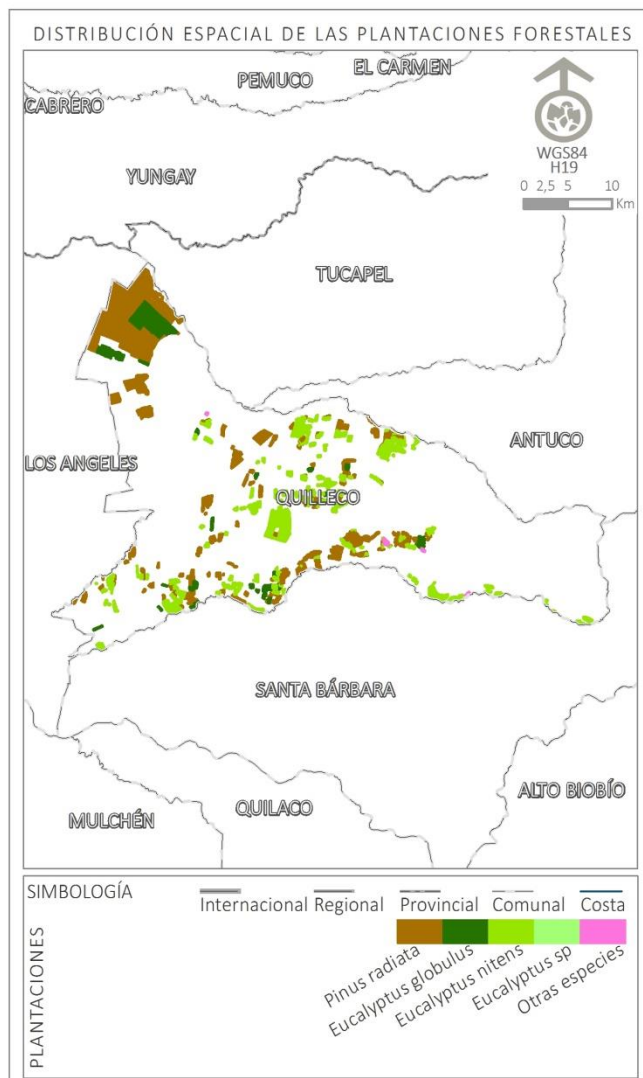 DISTRIBUCIÓN ESPACIAL DE LAS PLANTACIONES FORESTALES
EL CARMEN
PEMUCO
CABRERO
WGS84
H19
YUNGAY
0 2,5 5 10
Km
TUCAPEL
ANTUCO
LOS ANGELES
QUILLECO
SANTA BÁRBARA
ALTO BIOBÍO
QUILACO
MULCHÉN
SIMBOLOGÍA
Internacional Regional Provincial Comunal Costa
PLANTACIONES
Pinus radiata
Eucalyptus globulus
Eucalyptus nitens
Eucalyptus sp
Otras especies